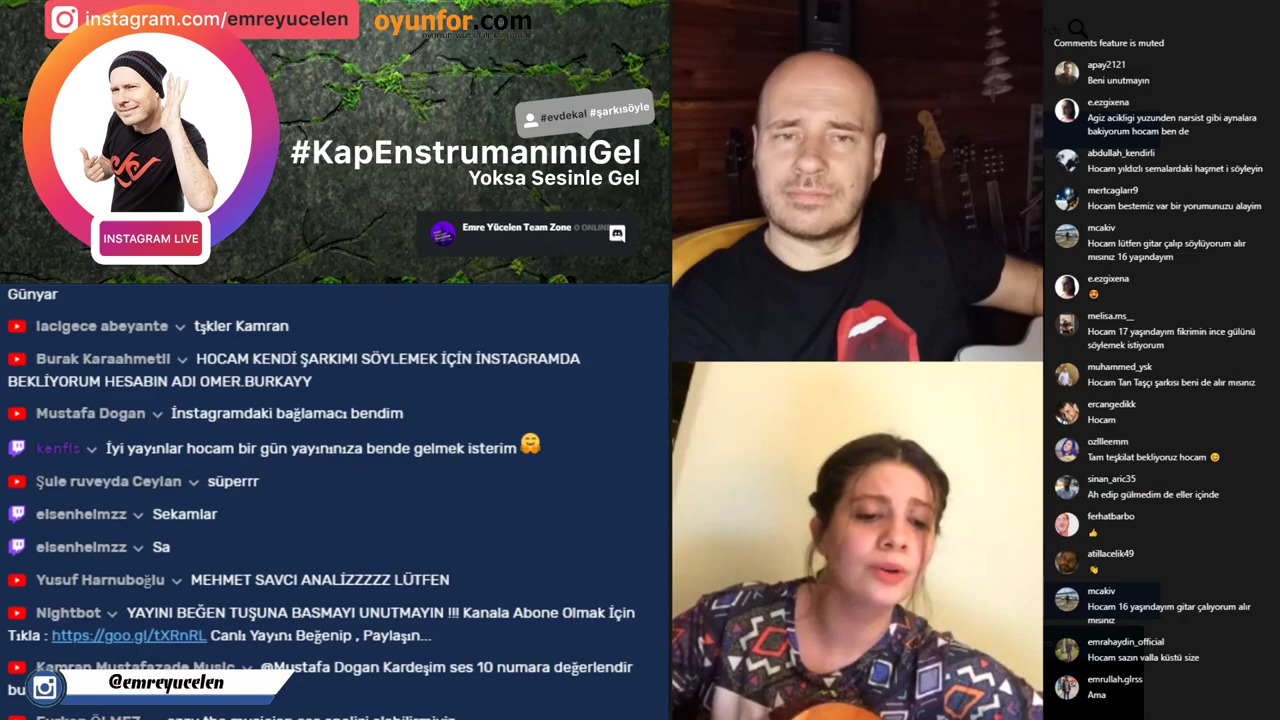 instagram.com/emreyucelen
oyunfor.com
#evdekal #şarkısöyle
#KapEnstrumanınıGel
Yoksa Sesinle Gel
INSTAGRAM LIVE
Emre Yücelen Team Zone 0 ONLINE
Günyar
lacigece abeyante tşkler Kamran
Burak Karaahmetli HOCAM KENDİ ŞARKIMI SÖYLEMEK İÇİN İNSTAGRAMDA
BEKLİYORUM HESABIN ADI OMER.BURKAYY
Mustafa Dogan İnstagramdaki bağlamacı bendim
kenfls İyi yayınlar hocam bir gün yayınınıza bende gelmek isterim 🤗
Şule ruveyda Ceylan süperrr
elsenhelmzz Sekamlar
elsenhelmzz Sa
Yusuf Harnuboğlu MEHMET SAVCI ANALİZZZZZ LÜTFEN
Nightbot YAYINI BEĞEN TUŞUNA BASMAYI UNUTMAYIN !!! Kanala Abone Olmak İçin
Tıkla : https://goo.gl/tXRnRL Canlı Yayını Beğenip , Paylaşın...
Kamran Mustafazade Music @Mustafa Dogan Kardeşim ses 10 numara değerlendir
bu
@emreyucelen
Comments feature is muted
apay2121
Beni unutmayın
e.ezgixena
Agiz acikligi yuzunden narsist gibi aynalara
bakiyorum hocam ben de
abdullah_kendirli
Hocam yıldızlı semalardaki haşmet i söyleyin
mertcaglarr9
Hocam bestemiz var bir yorumunuzu alayim
mcakiv
Hocam lütfen gitar çalıp söylüyorum alır
mısınız 16 yaşındayım
e.ezgixena
😍
melisa.ms__
Hocam 17 yaşındayım fikrimin ince gülünü
söylemek istiyorum
muhammed_ysk
Hocam Tan Taşçı şarkısı beni de alır mısınız
ercangedikk
Hocam
ozllleemm
Tam teşkilat bekliyoruz hocam 😊
sinan_aric35
Ah edip gülmedim de eller içinde
ferhatbarbo
👍
atillacelik49
👏
mcakiv
Hocam 16 yaşındayım gitar çalıyorum alır
mısınız
emrahaydin_official
Hocam sazın valla küstü size
emrullah.glrss
Ama